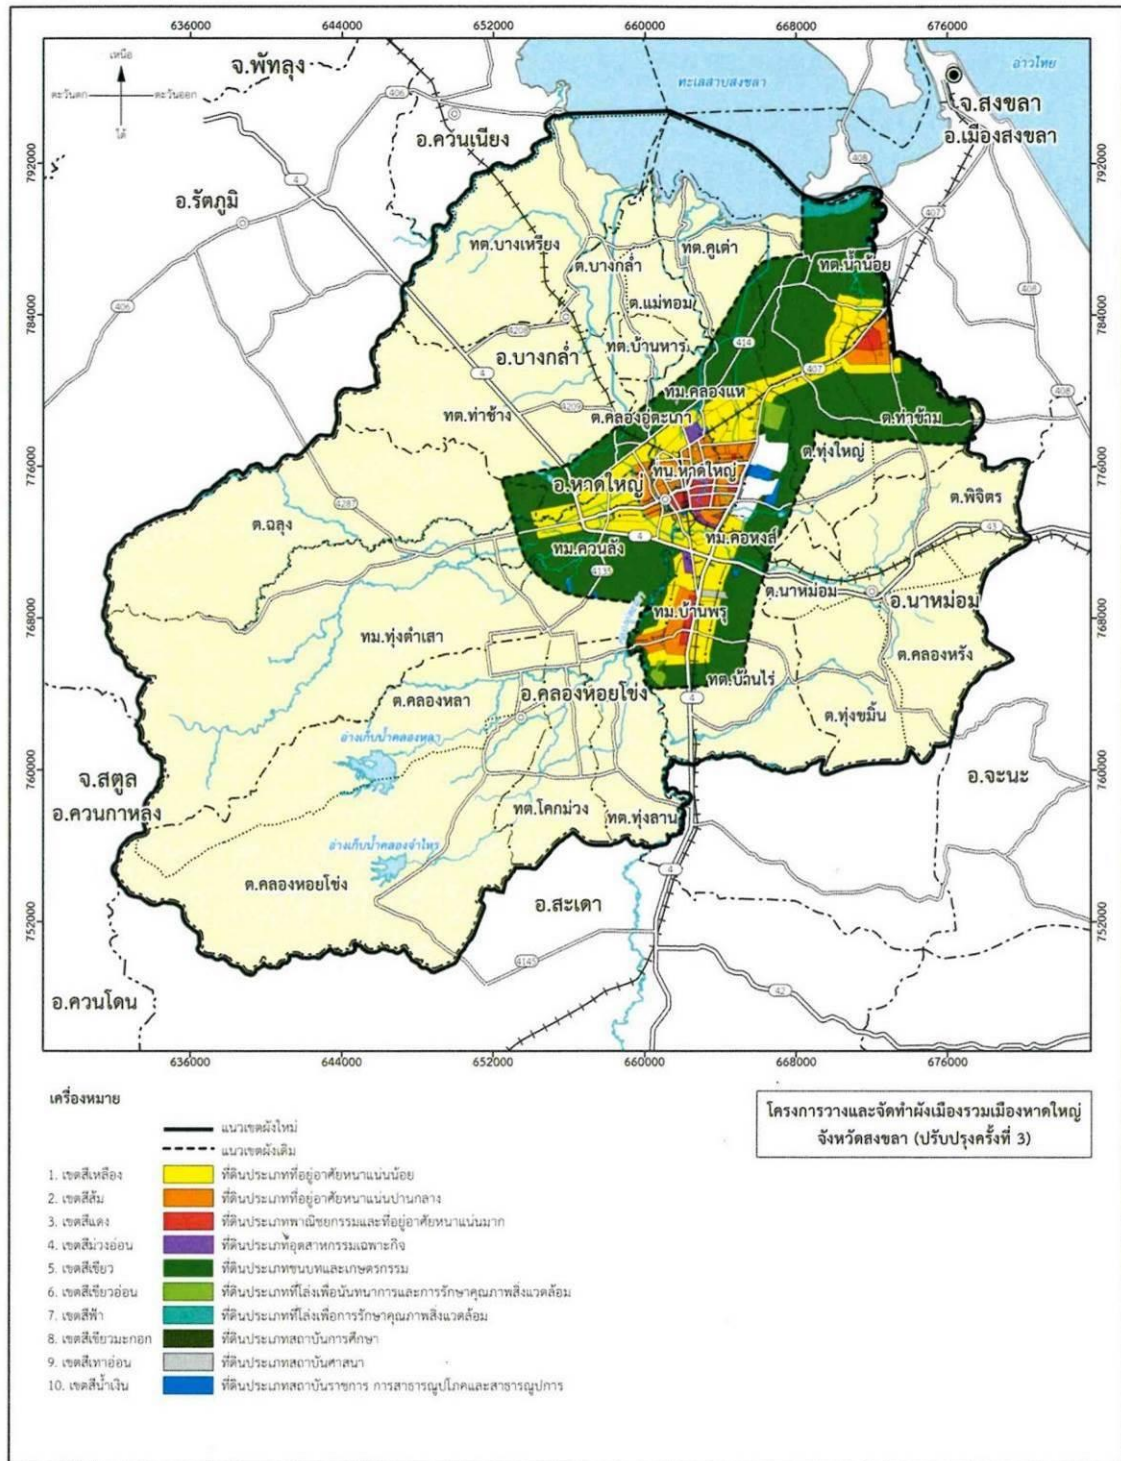 636000 644000 652000 660000 668000 676000
เหนือ
ตะวันตก ตะวันออก
ใต้
จ.พัทลุง
406
ทะเลสาบสงขลา
อ่าวไทย
จ.สงขลา
อ.เมืองสงขลา
อ.ควนเนียง
792000 792000
408
4
อ.รัตภูมิ
407
ทต.บางเหรียง
ต.บางกล่ำ
ทต.คูเต่า
ทต.น้ำน้อย
408
406
ต.แม่ทอม
784000 784000
4208
ทต.บ้านหาร
414
อ.บางกล่ำ
407
4
ทม.คลองแห
408
4209
ทต.ท่าช้าง
ต.คลองอู่ตะเภา
ต.ท่าข้าม
ต.ทุ่งใหญ่
776000 776000
ทน.หาดใหญ่
อ.หาดใหญ่
ต.พิจิตร
4287
ต.ฉลุง
43
4
ทม.คอหงส์
ทม.ควนลัง
4135
ต.นาหม่อม
อ.นาหม่อม
768000 768000
ทม.บ้านพรุ
ทม.ทุ่งตำเสา
ต.คลองหรัง
ทต.บ้านไร่
อ.คลองหอยโข่ง
ต.คลองหลา
4
ต.ทุ่งขมิ้น
อ่างเก็บน้ำคลองหลา
760000 760000
จ.สตูล
อ.จะนะ
อ.ควนกาหลง
ทต.โคกม่วง
ทต.ทุ่งลาน
อ่างเก็บน้ำคลองจำไหร
4
ต.คลองหอยโข่ง
อ.สะเดา
752000 752000
4145
42
อ.ควนโดน
636000 644000 652000 660000 668000 676000
เครื่องหมาย
โครงการวางและจัดทำผังเมืองรวมเมืองหาดใหญ่
จังหวัดสงขลา (ปรับปรุงครั้งที่ 3)
แนวเขตผังใหม่
แนวเขตผังเดิม
1. เขตสีเหลือง ที่ดินประเภทที่อยู่อาศัยหนาแน่นน้อย
2. เขตสีส้ม ที่ดินประเภทที่อยู่อาศัยหนาแน่นปานกลาง
3. เขตสีแดง ที่ดินประเภทพาณิชยกรรมและที่อยู่อาศัยหนาแน่นมาก
4. เขตสีม่วงอ่อน ที่ดินประเภทอุตสาหกรรมเฉพาะกิจ
5. เขตสีเขียว ที่ดินประเภทชนบทและเกษตรกรรม
6. เขตสีเขียวอ่อน ที่ดินประเภทที่โล่งเพื่อนันทนาการและการรักษาคุณภาพสิ่งแวดล้อม
7. เขตสีฟ้า ที่ดินประเภทที่โล่งเพื่อการรักษาคุณภาพสิ่งแวดล้อม
8. เขตสีเขียวมะกอก ที่ดินประเภทสถาบันการศึกษา
9. เขตสีเทาอ่อน ที่ดินประเภทสถาบันศาสนา
10. เขตสีน้ำเงิน ที่ดินประเภทสถาบันราชการ การสาธารณูปโภคและสาธารณูปการ